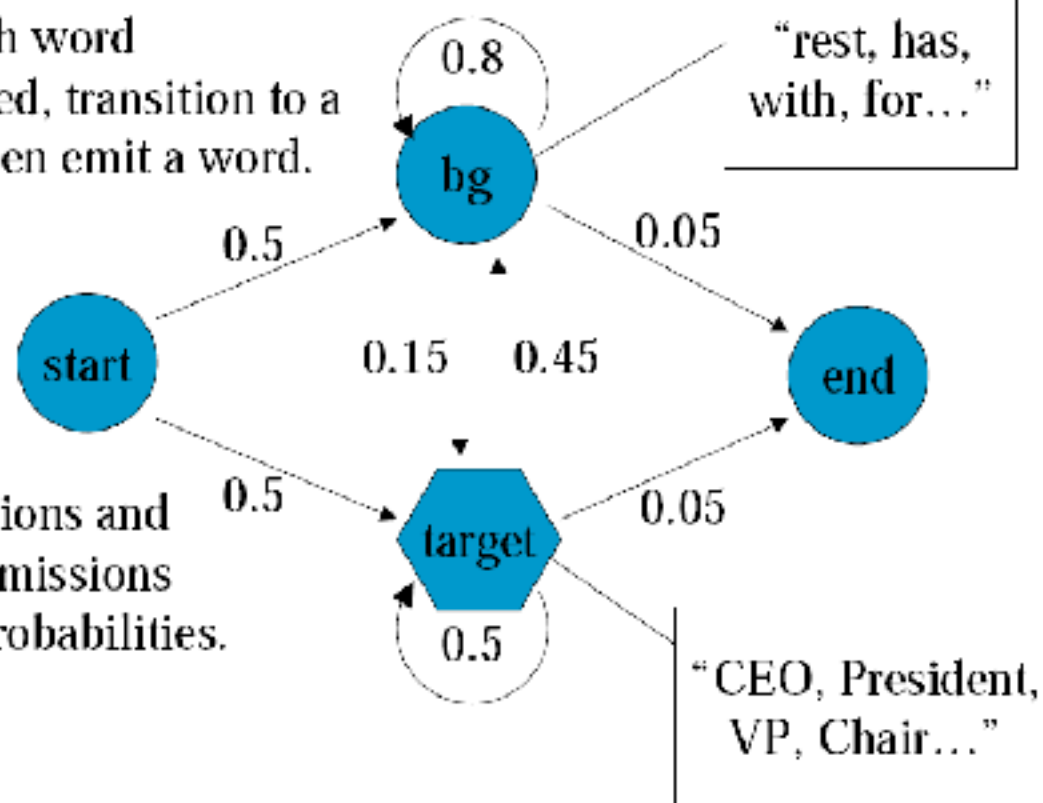 h word
ed, transition to a
en emit a word.
0.8
“rest, has,
with, for…”
bg
0.5
0.05
start
0.15
0.45
end
0.5
0.05
ions and
missions
robabilities.
target
0.5
“CEO, President,
VP, Chair…”